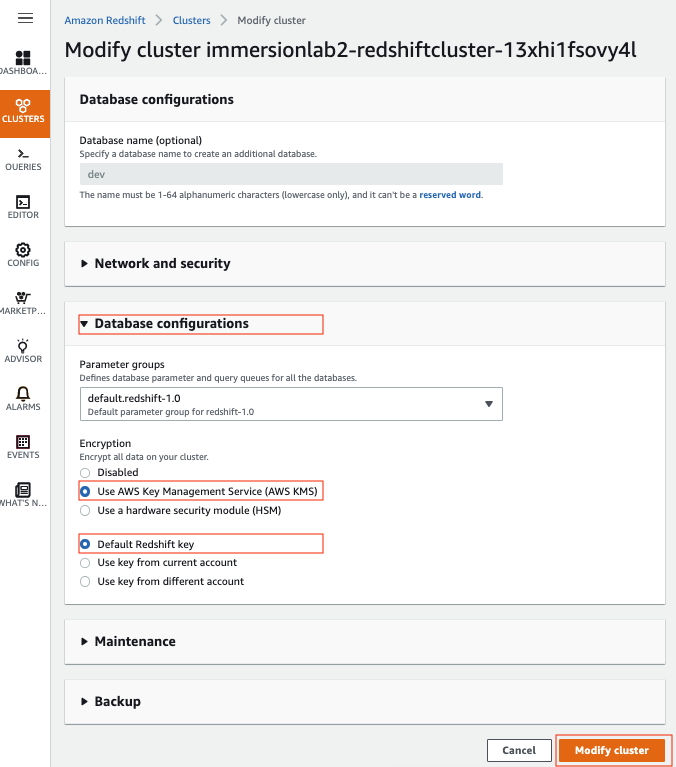 Amazon Redshift > Clusters > Modify cluster
Modify cluster immersionlab2-redshiftcluster-13xhi1fsovy4l
DASHBOA...
CLUSTERS
QUERIES
EDITOR
CONFIG
MARKETP...
ADVISOR
ALARMS
EVENTS
WHAT'S N...
Database configurations
Database name (optional)
Specify a database name to create an additional database.
dev
The name must be 1-64 alphanumeric characters (lowercase only), and it can't be a reserved word.
Network and security
Database configurations
Parameter groups
Defines database parameter and query queues for all the databases.
default.redshift-1.0
Default parameter group for redshift-1.0
Encryption
Encrypt all data on your cluster.
Disabled
Use AWS Key Management Service (AWS KMS)
Use a hardware security module (HSM)
Default Redshift key
Use key from current account
Use key from different account
Maintenance
Backup
Cancel
Modify cluster